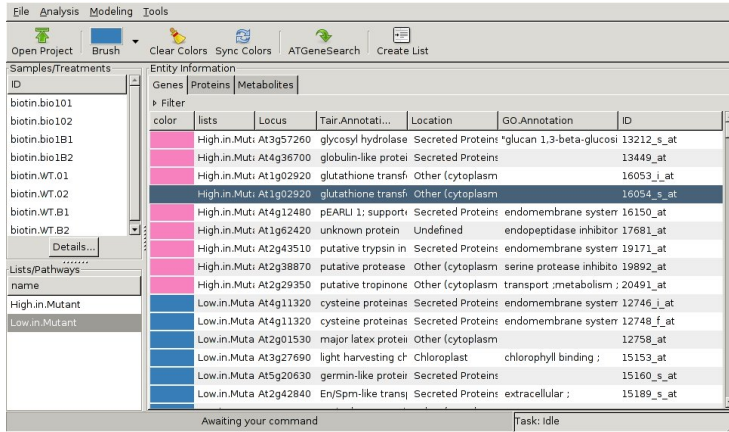 File Analysis Modeling Tools
Open Project Brush Clear Colors Sync Colors ATGeneSearch Create List
Samples/Treatments
ID
biotin.bio101
biotin.bio102
biotin.bio1B1
biotin.bio1B2
biotin.WT.01
biotin.WT.02
biotin.WT.B1
biotin.WT.B2
Details...
Lists/Pathways
name
High.in.Mutant
Low.in.Mutant
Entity Information
Genes Proteins Metabolites
Filter
color lists Locus Tair.Annotati... Location GO.Annotation ID
High.in.Muta At3g57260 glycosyl hydrolase Secreted Proteins "glucan 1,3-beta-glucosi 13212_s_at
High.in.Muta At4g36700 globulin-like protei Secreted Proteins 13449_at
High.in.Muta At1g02920 glutathione transf Other (cytoplasm 16053_i_at
High.in.Muta At1g02920 glutathione transf Other (cytoplasm 16054_s_at
High.in.Muta At4g12480 pEARLI 1; supporte Secreted Proteins endomembrane system 16150_at
High.in.Muta At1g62420 unknown protein Undefined endopeptidase inhibitor 17681_at
High.in.Muta At2g43510 putative trypsin in Secreted Proteins endomembrane system 19171_at
High.in.Muta At2g38870 putative protease Other (cytoplasm serine protease inhibito 19892_at
High.in.Muta At2g29350 putative tropinone Other (cytoplasm transport ;metabolism ; 20491_at
Low.in.Muta At4g11320 cysteine proteinas Secreted Proteins endomembrane system 12746_i_at
Low.in.Muta At4g11320 cysteine proteinas Secreted Proteins endomembrane system 12748_f_at
Low.in.Muta At2g01530 major latex protei Other (cytoplasm 12758_at
Low.in.Muta At3g27690 light harvesting ch Chloroplast chlorophyll binding ; 15153_at
Low.in.Muta At5g20630 germin-like protei Secreted Proteins 15160_s_at
Low.in.Muta At2g42840 En/Spm-like transp Secreted Proteins extracellular ; 15189_s_at
Awaiting your command Task: Idle